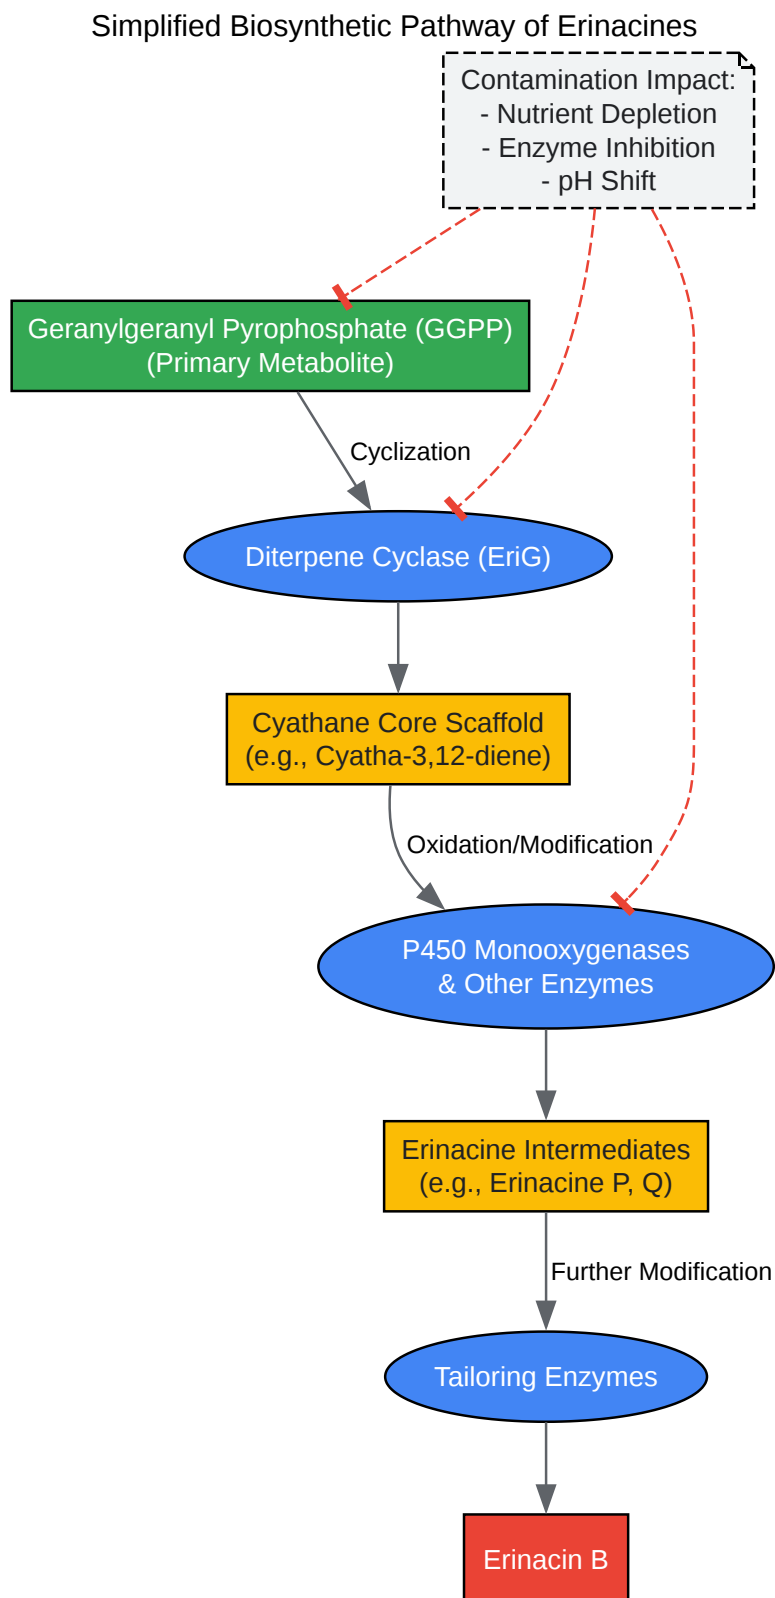 Simplified Biosynthetic Pathway of Erinacines
Contamination Impact:
- Nutrient Depletion
- Enzyme Inhibition
- pH Shift
Geranylgeranyl Pyrophosphate (GGPP)
(Primary Metabolite)
Cyclization
Diterpene Cyclase (EriG)
Cyathane Core Scaffold
(e.g., Cyatha-3,12-diene)
Oxidation/Modification
P450 Monooxygenases
& Other Enzymes
Erinacine Intermediates
(e.g., Erinacine P, Q)
Further Modification
Tailoring Enzymes
Erinacin B